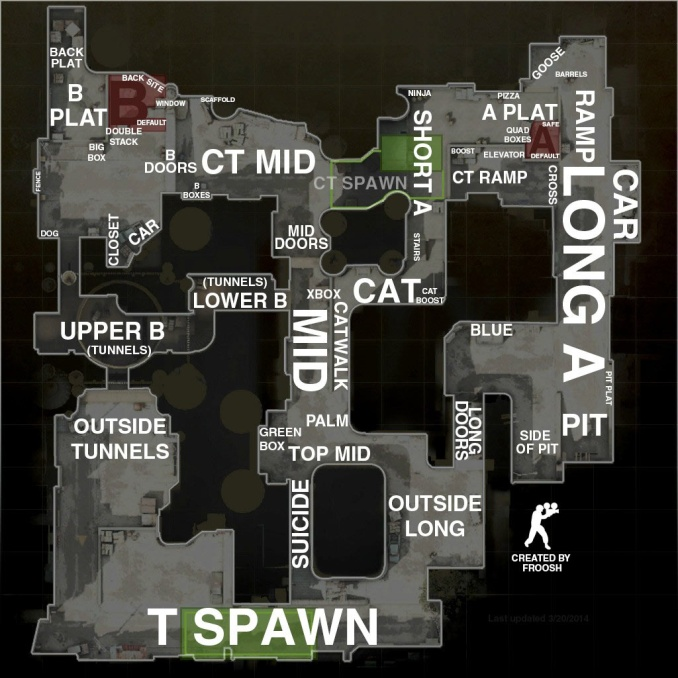 BACK
PLAT
B
PLAT
BACK SITE
B
WINDOW
DEFAULT
DOUBLE
STACK
BIG
BOX
SCAFFOLD
B
DOORS
CT MID
B
BOXES
FENCE
DOG
CLOSET
CAR
MID
DOORS
CT SPAWN
NINJA
SHORT A
STAIRS
GOOSE
BARRELS
PIZZA
A PLAT
SAFE
QUAD
BOXES
A
DEFAULT
BOOST
ELEVATOR
CT RAMP
CROSS
RAMP
CAR
LONG A
(TUNNELS)
LOWER B
XBOX
CAT
CAT
BOOST
CATWALK
MID
UPPER B
(TUNNELS)
BLUE
PIT PLAT
PIT
SIDE
OF PIT
LONG
DOORS
PALM
GREEN
BOX
TOP MID
OUTSIDE
TUNNELS
SUICIDE
OUTSIDE
LONG
CREATED BY
FROOSH
Last updated 3/20/2014
T SPAWN